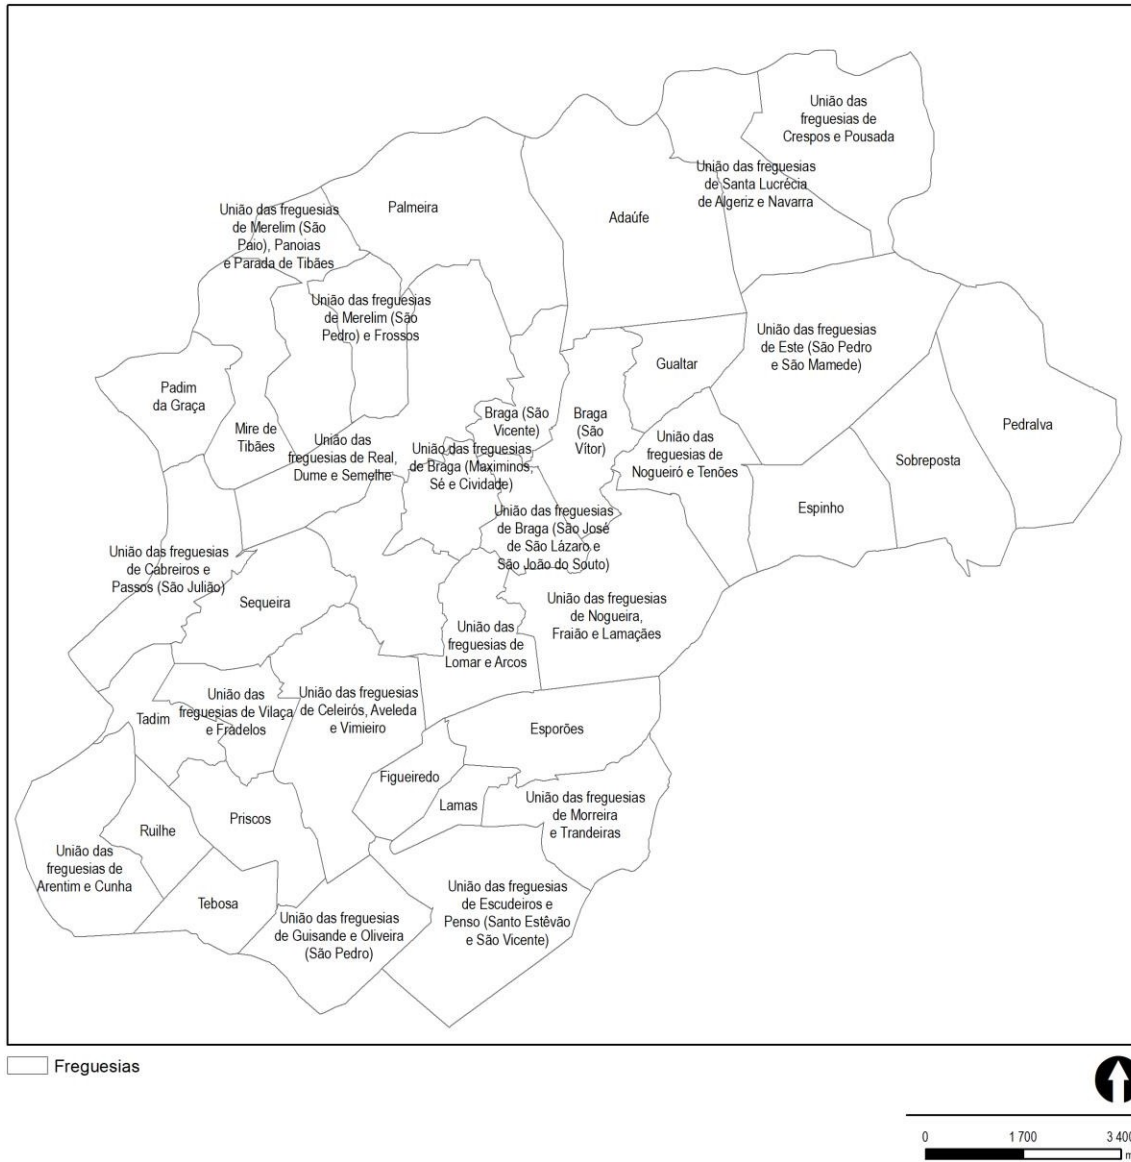 União das
freguesias de
Crespos e Pousada
União das freguesias
de Santa Lucrécia
de Algeriz e Navarra
Palmeira
Adaúfe
União das freguesias
de Merelim (São
Paio), Panoias
e Parada de Tibães
União das freguesias
de Merelim (São
Pedro) e Frossos
União das freguesias
de Este (São Pedro
e São Mamede)
Gualtar
Padim
da Graça
Mire de
Tibães
Braga (São
Vicente)
Braga
(São
Vítor)
Pedralva
União das
freguesias de Real,
Dume e Semelhe
União das freguesias
de Braga (Maximinos,
Sé e Cividade)
União das
freguesias de
Nogueiró e Tenões
Sobreposta
Espinho
União das freguesias
de Braga (São José
de São Lázaro e
São João do Souto)
União das freguesias
de Cabreiros e
Passos (São Julião)
Sequeira
União das freguesias
de Nogueira,
Fraião e Lamaçães
União das
freguesias de
Lomar e Arcos
União das
freguesias de Vilaça
e Fradelos
União das freguesias
de Celeirós, Aveleda
e Vimieiro
Tadim
Esporões
Figueiredo
Lamas
União das freguesias
de Morreira
e Trandeiras
Priscos
Ruilhe
União das
freguesias de
Arentim e Cunha
Tebosa
União das freguesias
de Guisande e Oliveira
(São Pedro)
União das freguesias
de Escudeiros e
Penso (Santo Estêvão
e São Vicente)
Freguesias
0 1 700 3 400
m